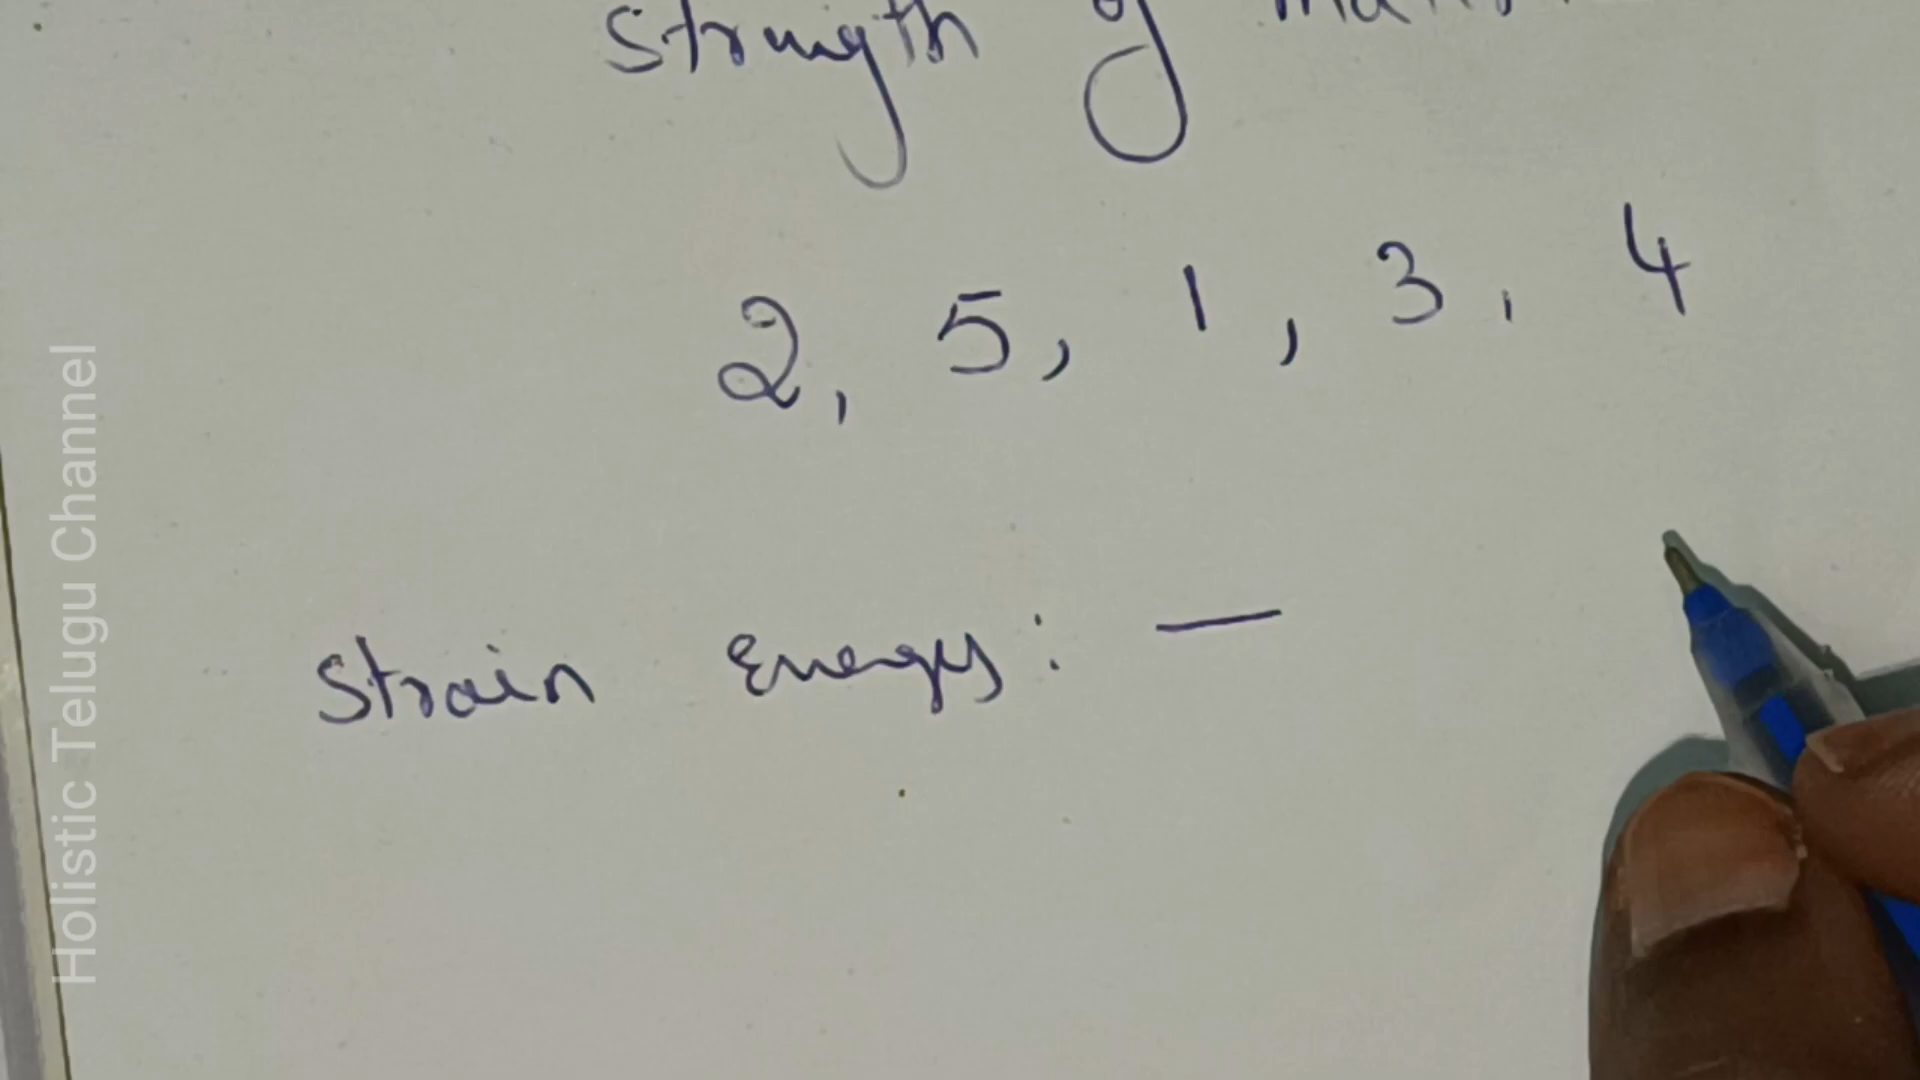 Strength of
2, 5, 1, 3, 4
Strain Energy: —
Holistic Telugu Channel